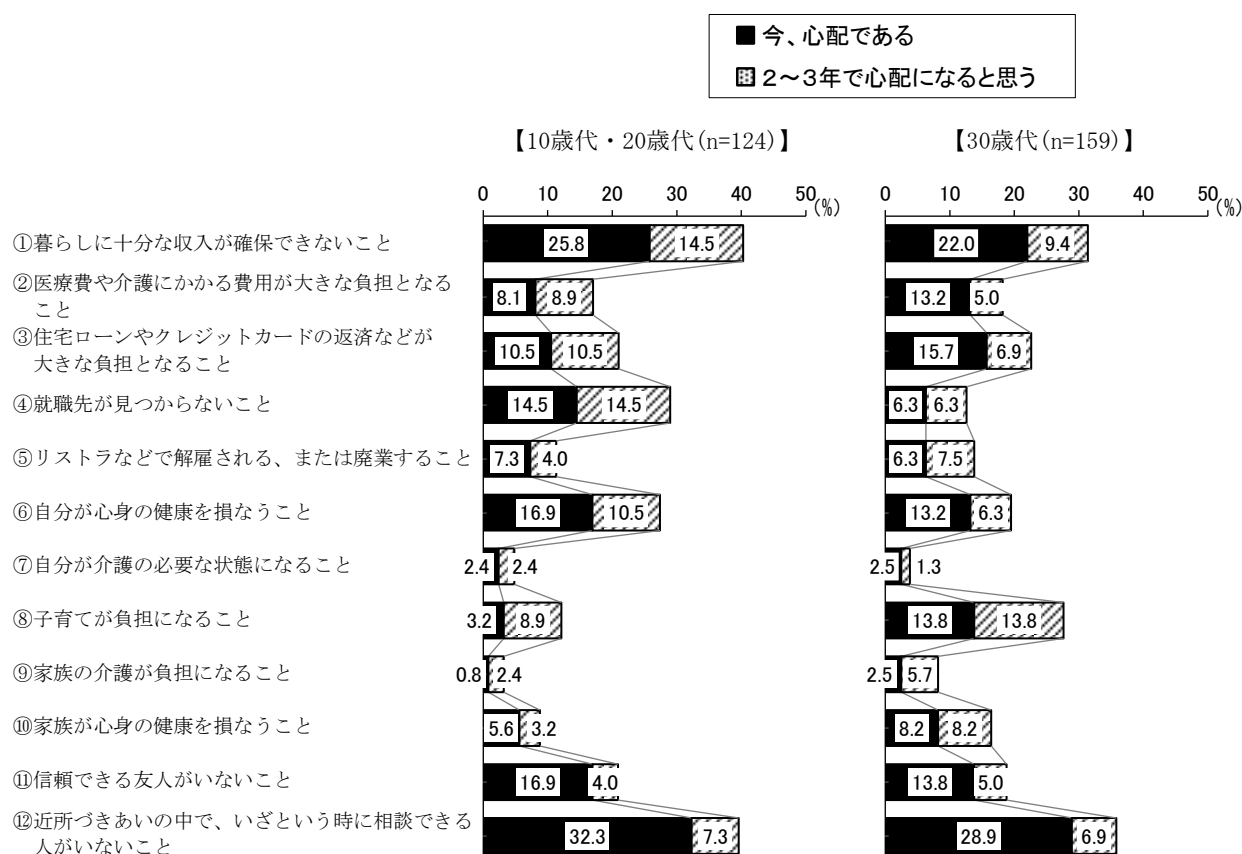 今、心配である
2～3年で心配になると思う
【10歳代・20歳代(n=124)】
【30歳代(n=159)】
0 10 20 30 40 50
(%)
0 10 20 30 40 50
(%)
①暮らしに十分な収入が確保できないこと
25.8 14.5
22.0 9.4
②医療費や介護にかかる費用が大きな負担となる
こと
8.1 8.9
13.2 5.0
③住宅ローンやクレジットカードの返済などが
大きな負担となること
10.5 10.5
15.7 6.9
④就職先が見つからないこと
14.5 14.5
6.3 6.3
⑤リストラなどで解雇される、または廃業すること
7.3 4.0
6.3 7.5
⑥自分が心身の健康を損なうこと
16.9 10.5
13.2 6.3
⑦自分が介護の必要な状態になること
2.4 2.4
2.5 1.3
⑧子育てが負担になること
3.2 8.9
13.8 13.8
⑨家族の介護が負担になること
0.8 2.4
2.5 5.7
⑩家族が心身の健康を損なうこと
5.6 3.2
8.2 8.2
⑪信頼できる友人がいないこと
16.9 4.0
13.8 5.0
⑫近所づきあいの中で、いざという時に相談できる
人がいないこと
32.3 7.3
28.9 6.9